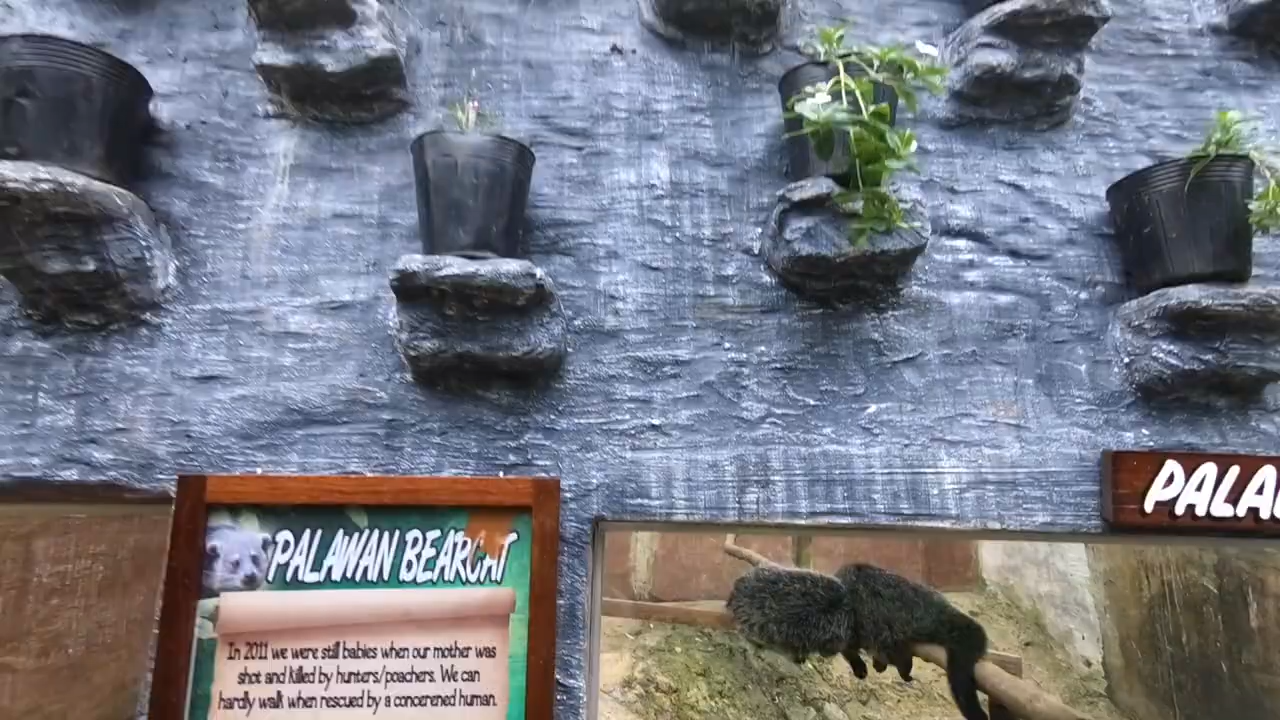 PALAWAN BEARCAT
In 2011 we were still babies when our mother was
shot and killed by hunters/poachers. We can
hardly walk when rescued by a concerened human.
PALA